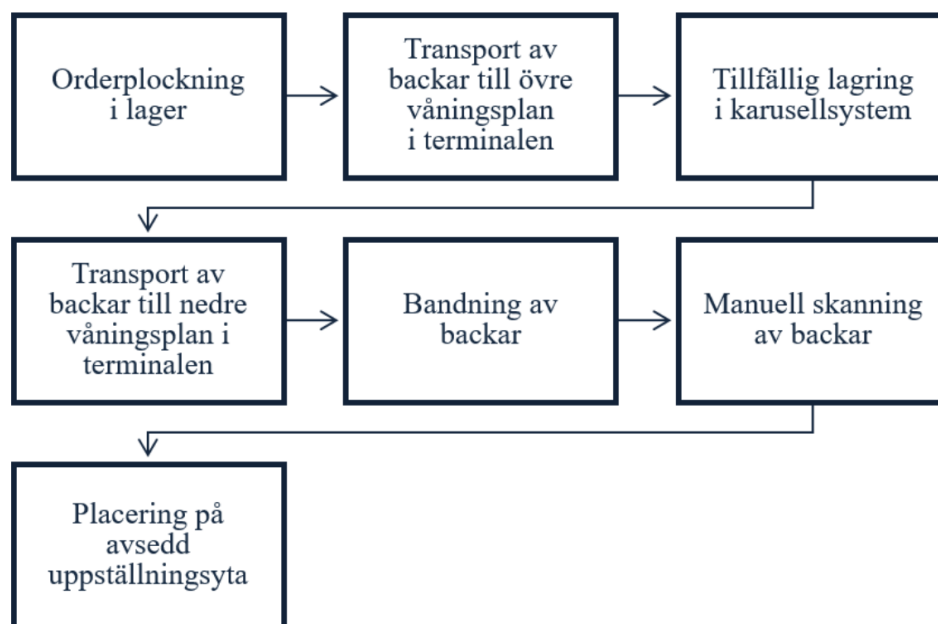 Orderplockning
i lager
Transport av
backar till övre
våningsplan
i terminalen
Tillfällig lagring
i karusellsystem
Transport av
backar till nedre
våningsplan i
terminalen
Bandning av
backar
Manuell skanning
av backar
Placering på
avsedd
uppställningsyta